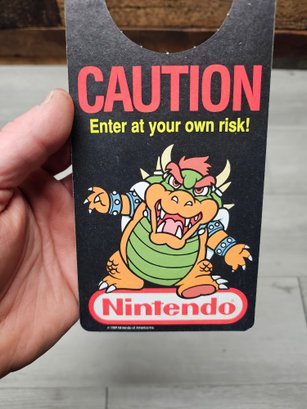 CAUTION
Enter at your own risk!
Nintendo